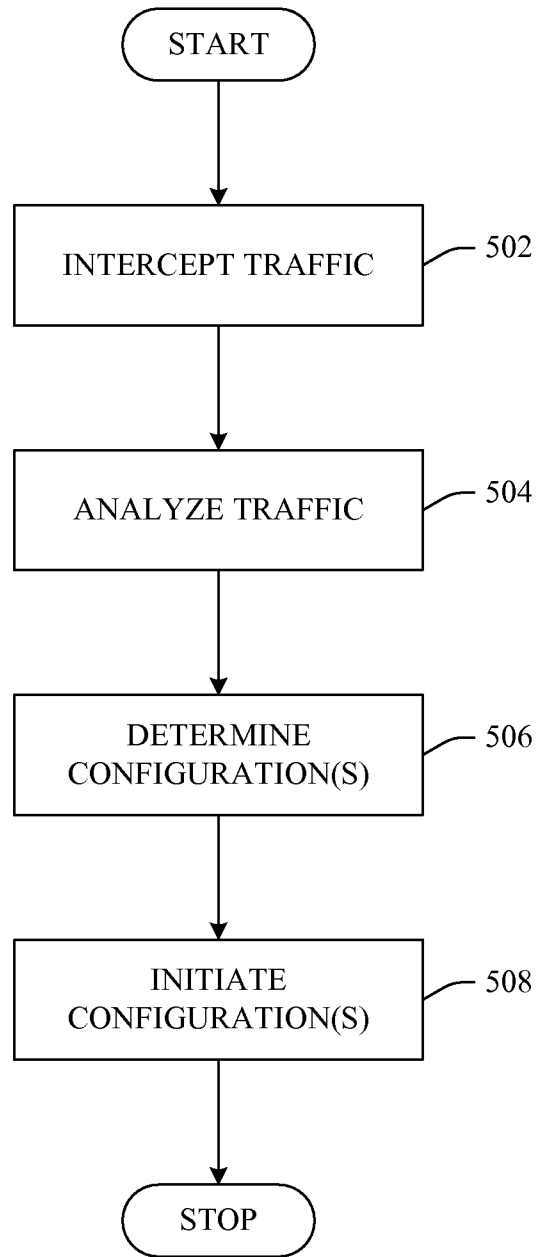 START
INTERCEPT TRAFFIC
502
ANALYZE TRAFFIC
504
DETERMINE
CONFIGURATION(S)
506
INITIATE
CONFIGURATION(S)
508
STOP